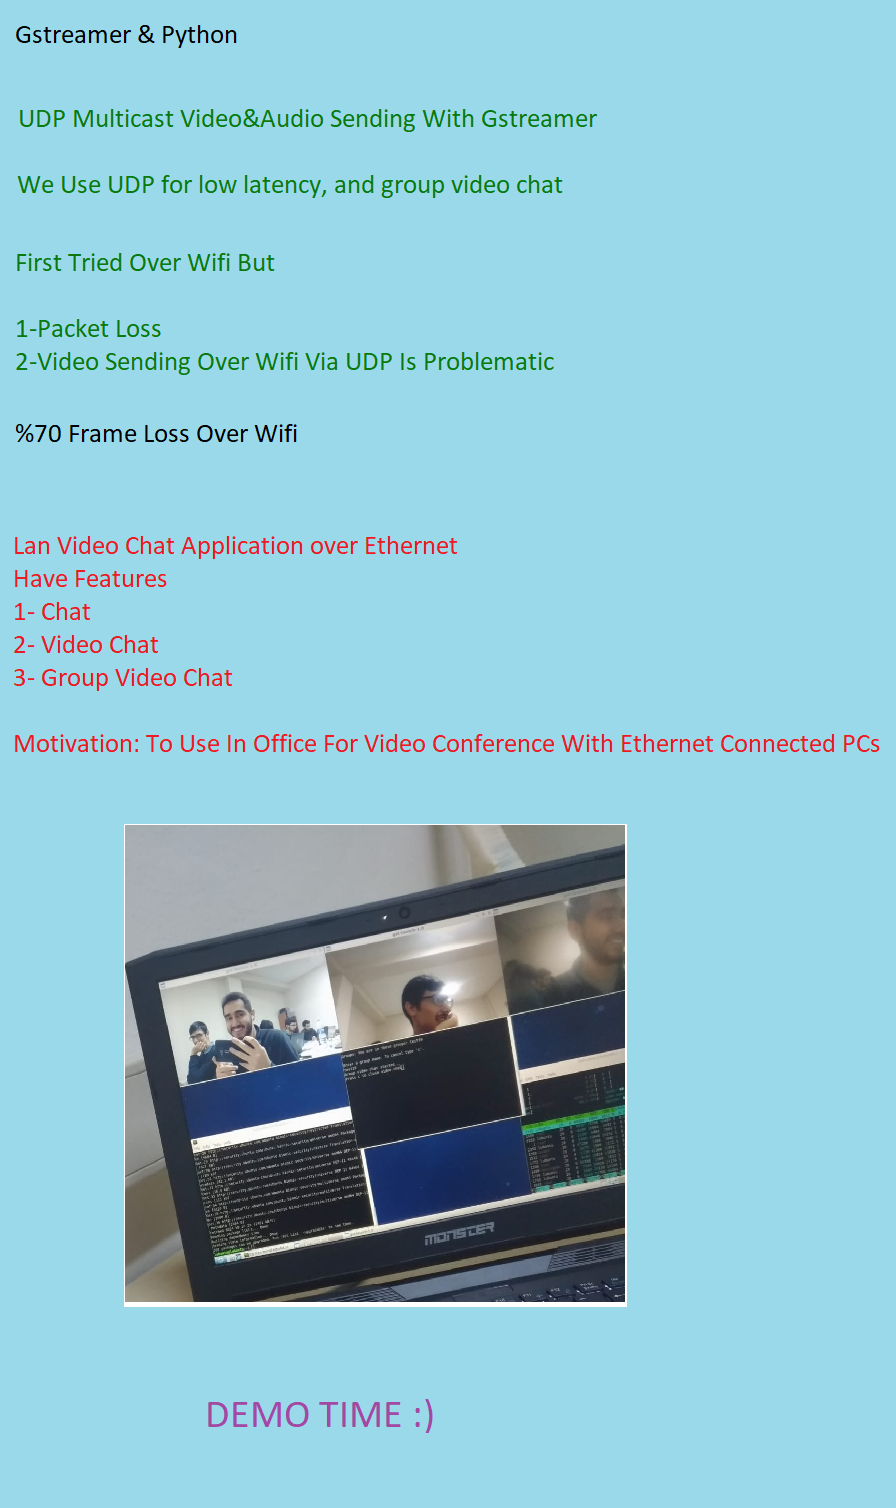 Gstreamer & Python
UDP Multicast Video&Audio Sending With Gstreamer
We Use UDP for low latency, and group video chat
First Tried Over Wifi But
1-Packet Loss
2-Video Sending Over Wifi Via UDP Is Problematic
%70 Frame Loss Over Wifi
Lan Video Chat Application over Ethernet
Have Features
1- Chat
2- Video Chat
3- Group Video Chat
Motivation: To Use In Office For Video Conference With Ethernet Connected PCs
MONSTER
DEMO TIME :)